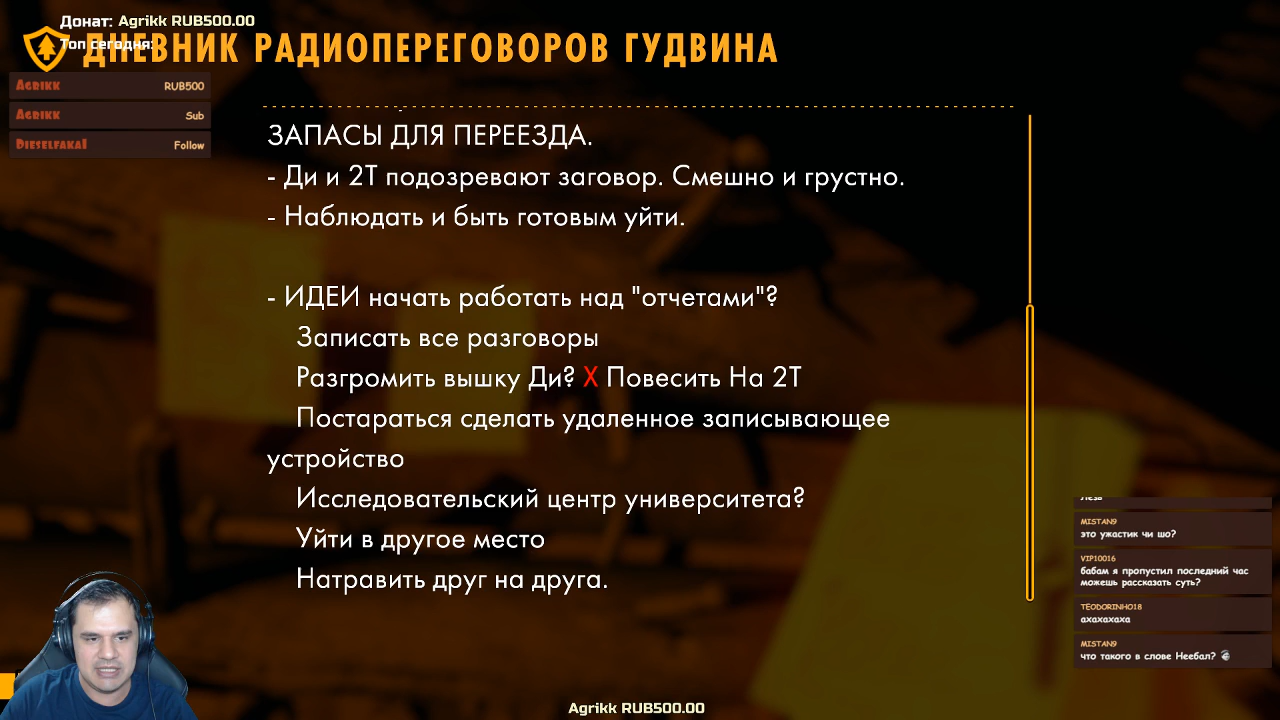 Донат: Agrikk RUB500.00
Топ сегодня:
ДНЕВНИК РАДИОПЕРЕГОВОРОВ ГУДВИНА
Agrikk RUB500
Agrikk Sub
Dieselfaka1 Follow
ЗАПАСЫ ДЛЯ ПЕРЕЕЗДА.
- Ди и 2Т подозревают заговор. Смешно и грустно.
- Наблюдать и быть готовым уйти.
- ИДЕИ начать работать над "отчетами"?
Записать все разговоры
Разгромить вышку Ди? X Повесить На 2Т
Постараться сделать удаленное записывающее
устройство
Исследовательский центр университета?
Уйти в другое место
Натравить друг на друга.
MISTAN9
это ужастик чи шо?
VIP10016
бабам я пропустил последний час
можешь рассказать суть?
TEODORINHO18
ахахахаха
MISTAN9
что такого в слове Неебал?
Agrikk RUB500.00